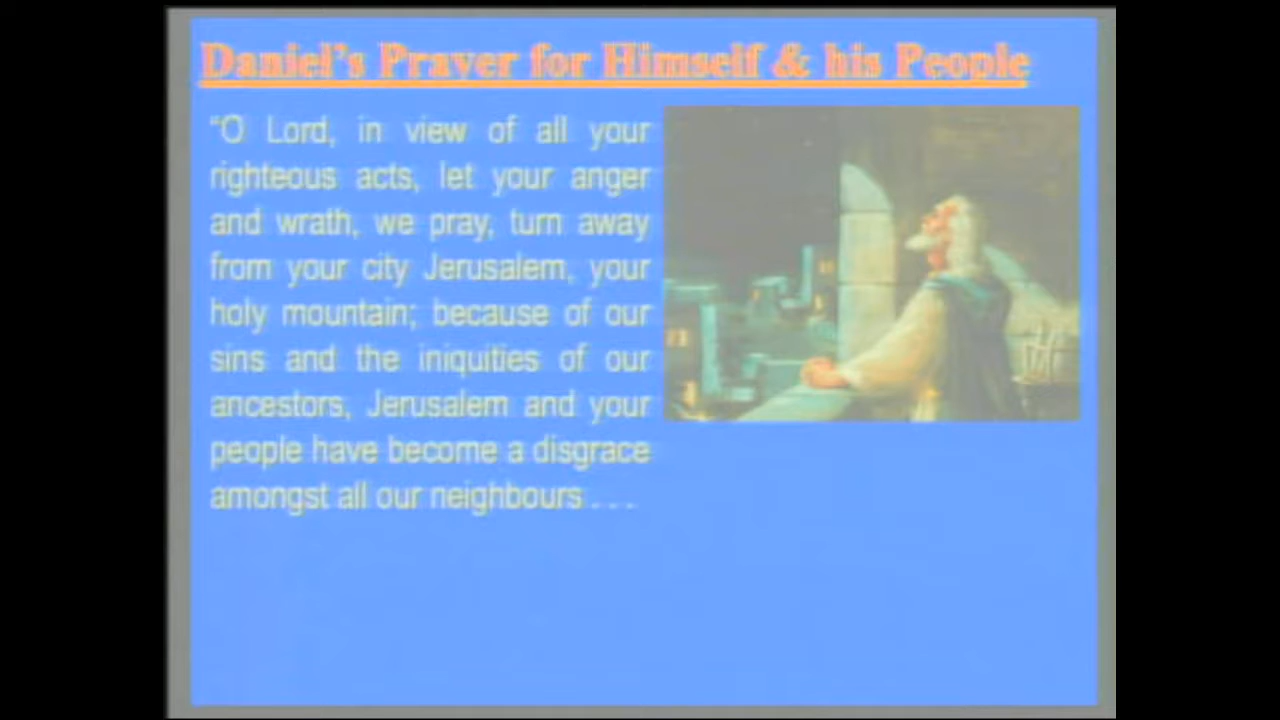 Daniel's Prayer for Himself & his People
"O Lord, in view of all your
righteous acts, let your anger
and wrath, we pray, turn away
from your city Jerusalem, your
holy mountain; because of our
sins and the iniquities of our
ancestors, Jerusalem and your
people have become a disgrace
amongst all our neighbours . . .